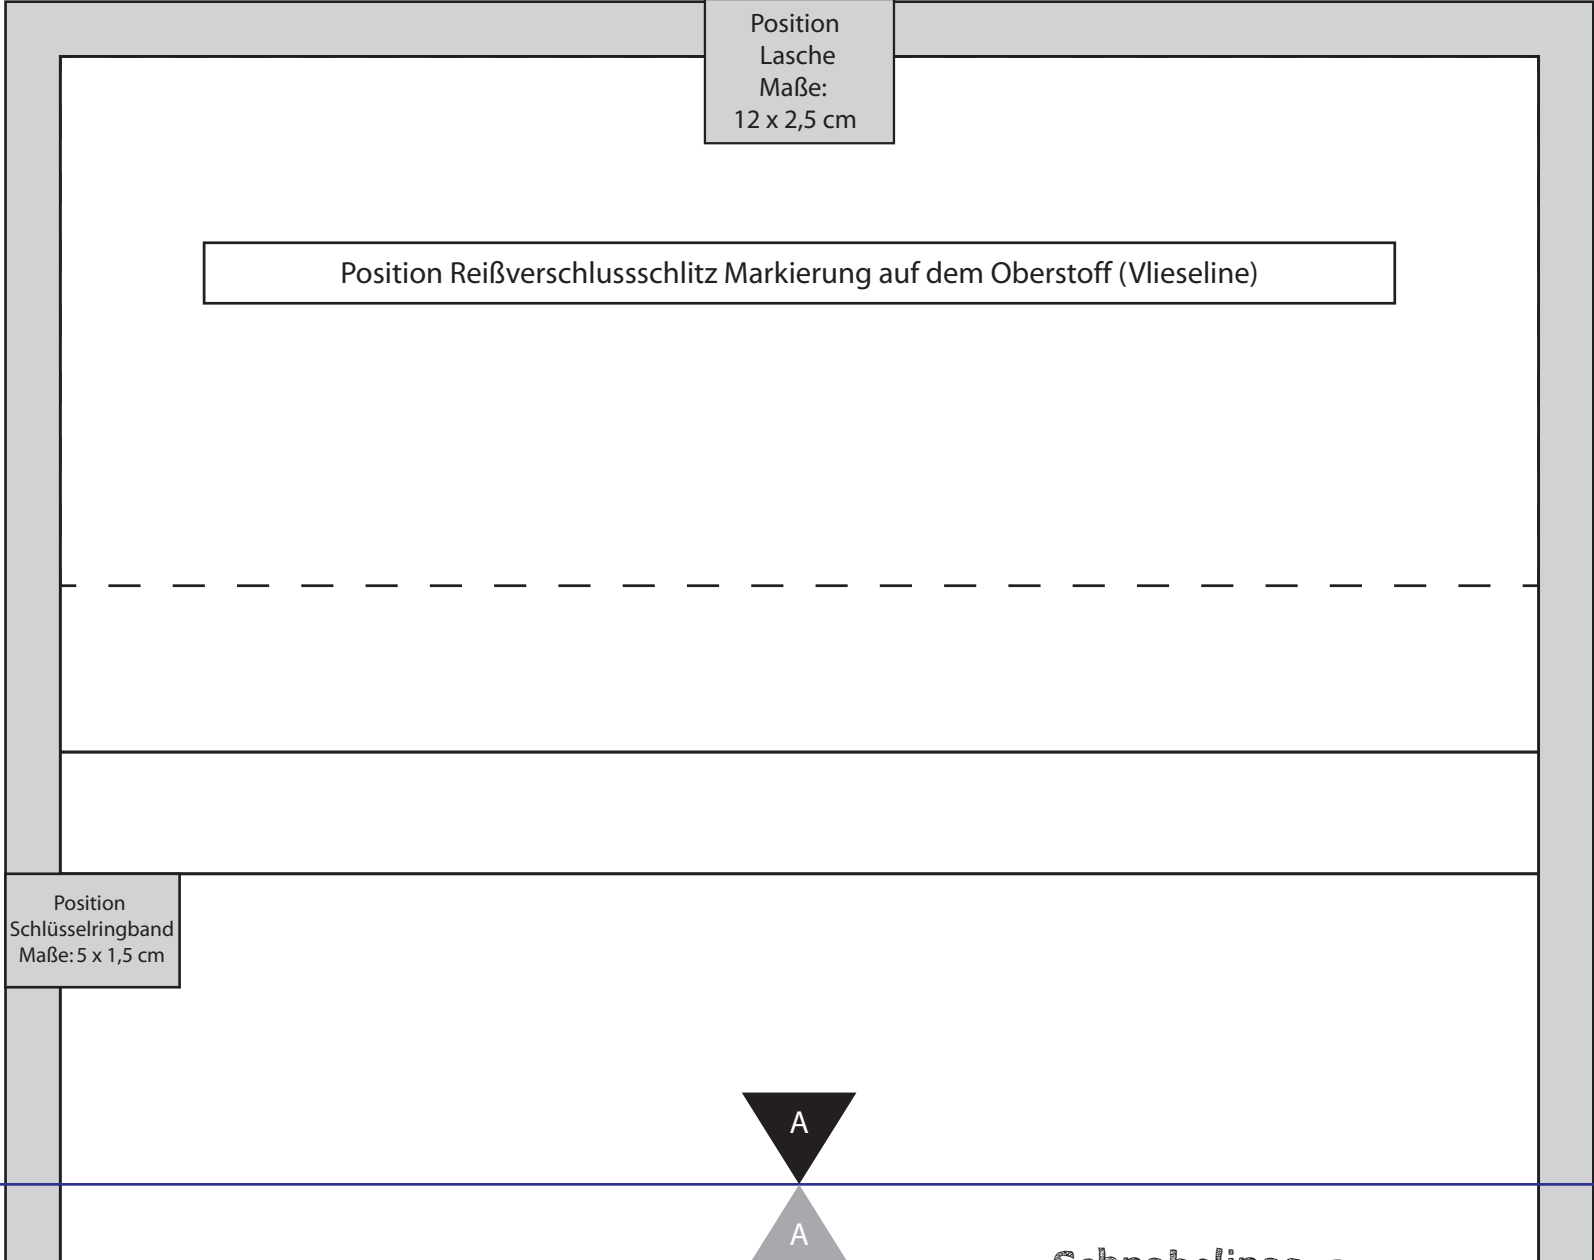 Position
Lasche
Maße:
12 x 2,5 cm
Position Reißverschlussschlitz Markierung auf dem Oberstoff (Vlieseline)
Position
Schlüsselringband
Maße: 5 x 1,5 cm
A
A